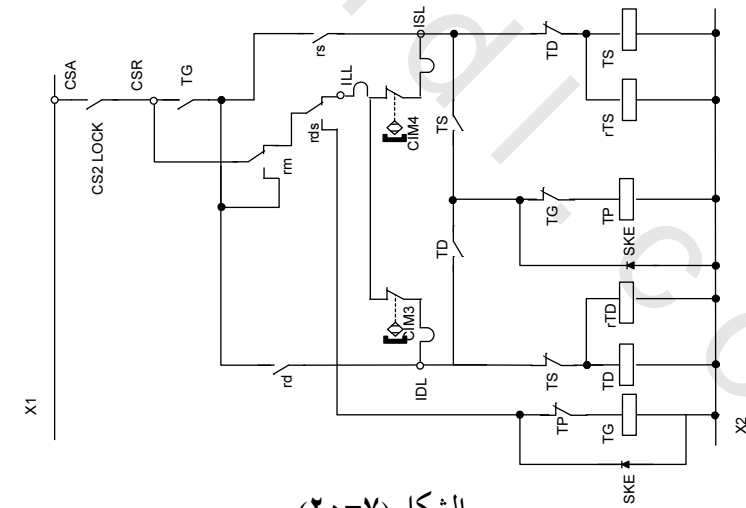 CSA
CSR
TG
CS2 LOCK
rs
ISL
TD
TS
rTS
ILL
rm
rds
CIM4
TS
TG
TP
SKE
TD
CIM3
rTD
rd
IDL
TS
TD
X1
TP
TG
X2
SKE
الشكل (٧-٢٠)